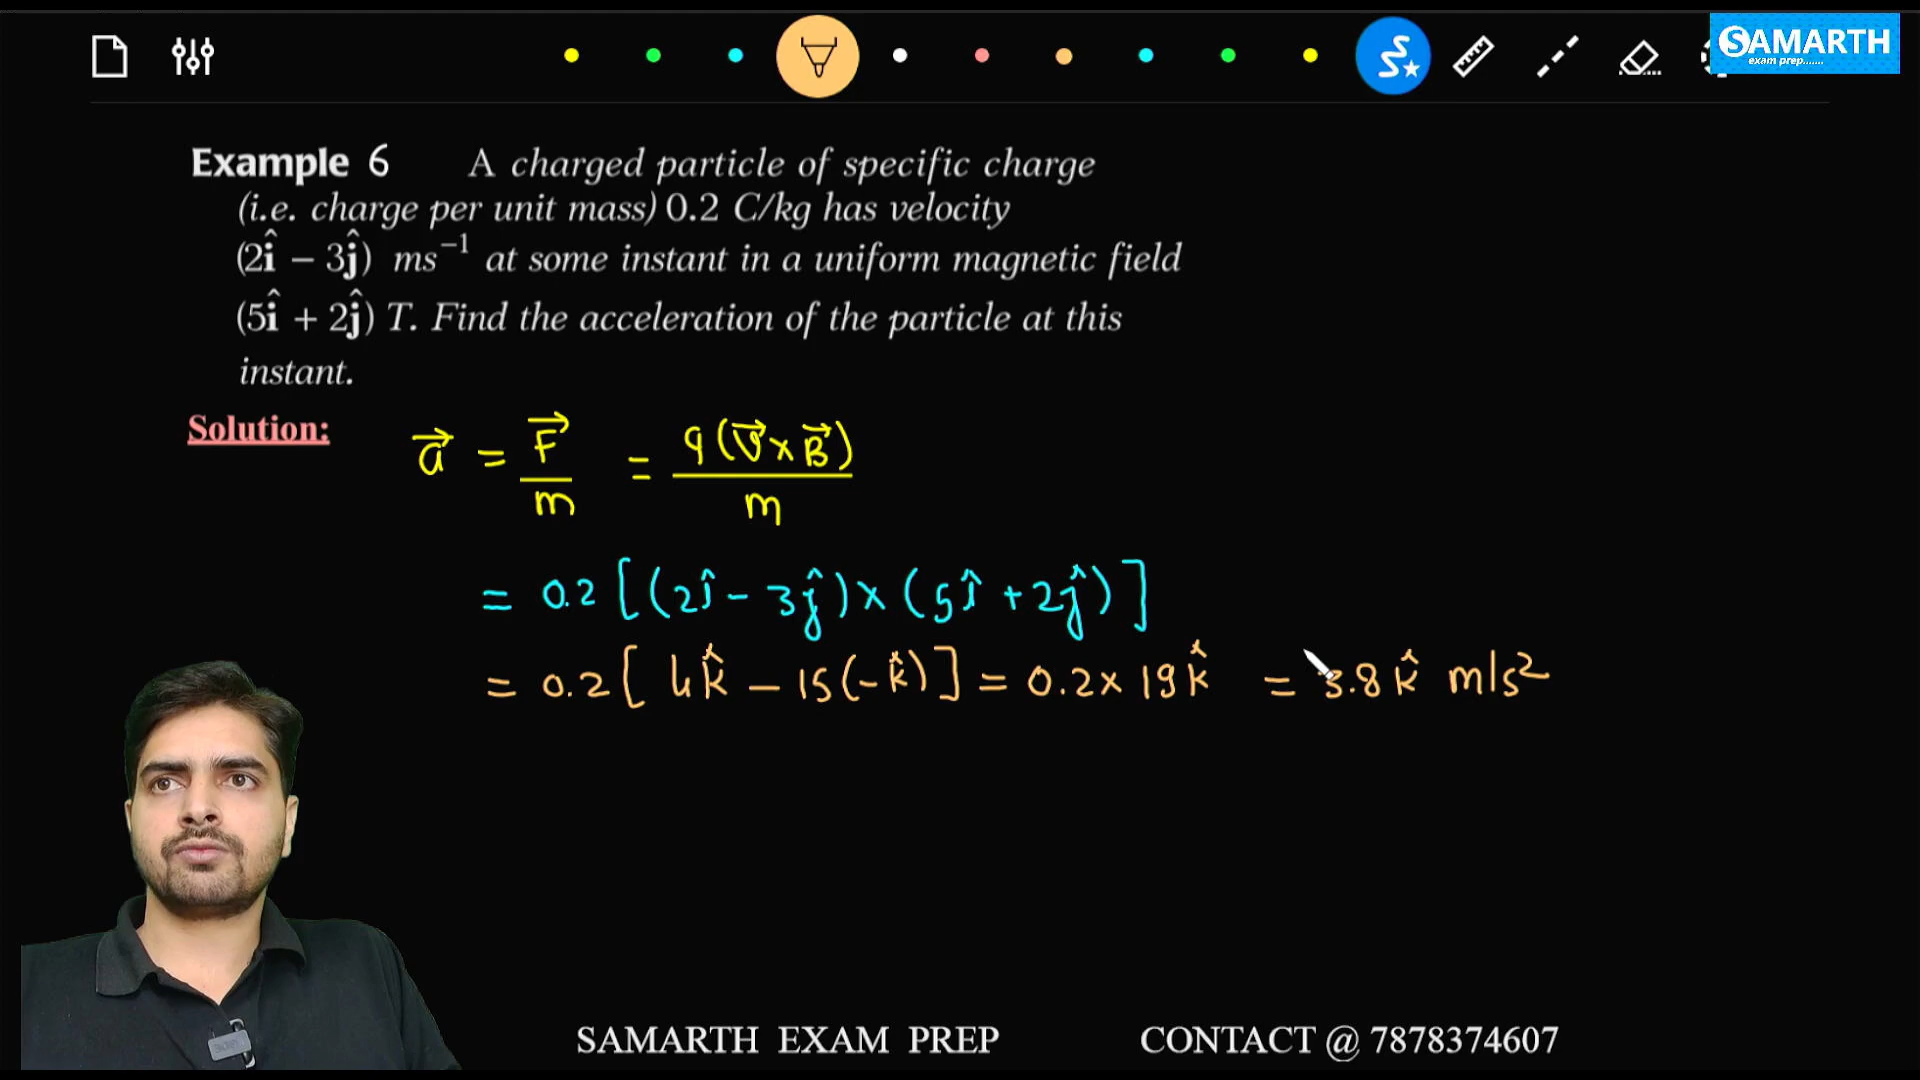 SAMARTH
exam prep.......
Example 6 A charged particle of specific charge
(i.e. charge per unit mass) 0.2 C/kg has velocity
(2î − 3ĵ) ms⁻¹ at some instant in a uniform magnetic field
(5î + 2ĵ) T. Find the acceleration of the particle at this
instant.
Solution:
a⃗ = F⃗/m = q(v⃗ × B⃗)/m
= 0.2 [(2î − 3ĵ) × (5î + 2ĵ)]
= 0.2 [4k̂ − 15(−k̂)] = 0.2 × 19k̂ = 3.8k̂ m/s²
SAMARTH EXAM PREP CONTACT @ 7878374607